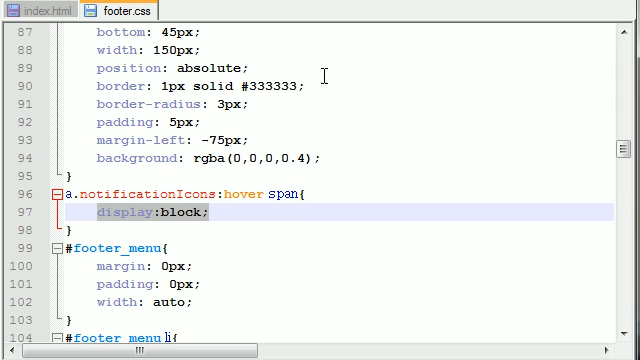 index.html footer.css
87 bottom: 45px;
88 width: 150px;
89 position: absolute;
90 border: 1px solid #333333;
91 border-radius: 3px;
92 padding: 5px;
93 margin-left: -75px;
94 background: rgba(0,0,0,0.4);
95 }
96 a.notificationIcons:hover span{
97 display:block;
98 }
99 #footer_menu{
100 margin: 0px;
101 padding: 0px;
102 width: auto;
103 }
104 #footer_menu li{